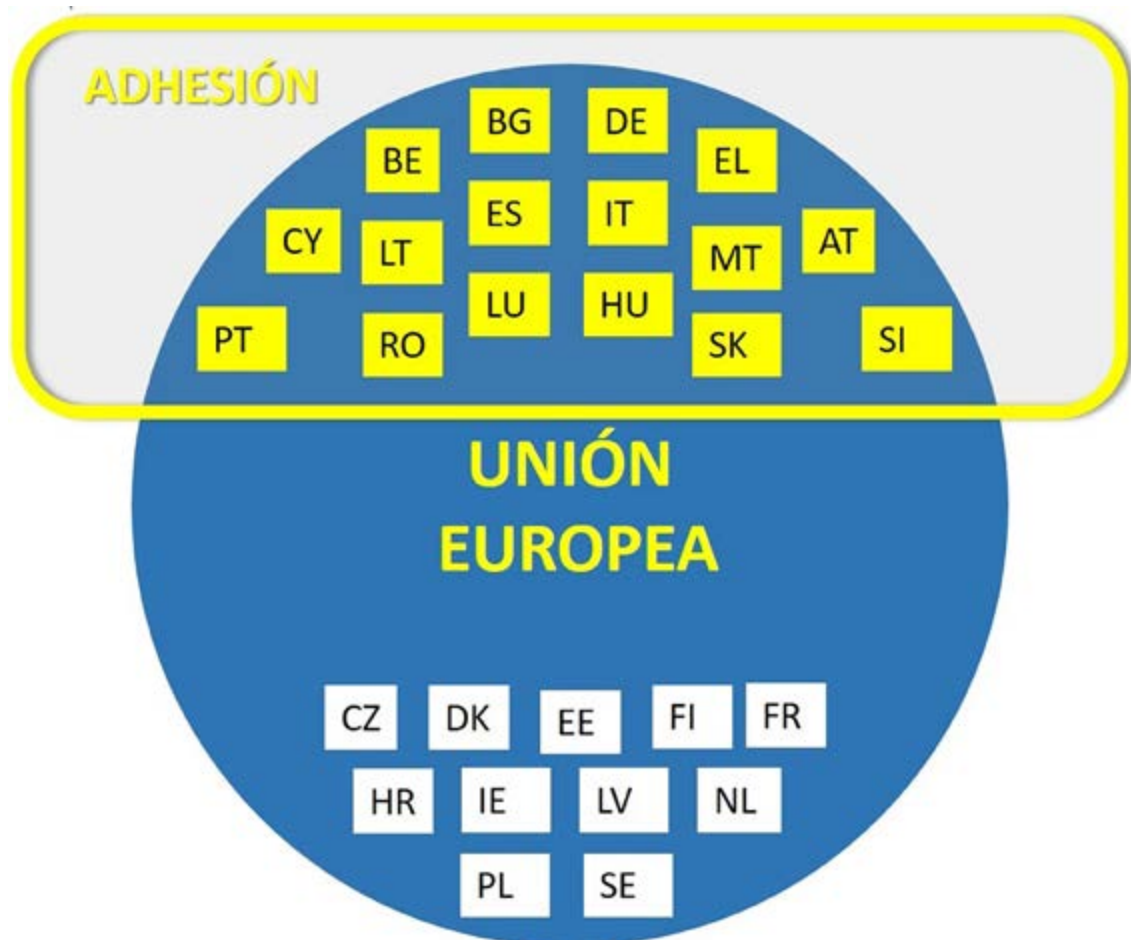 ADHESIÓN
BG DE
BE EL
ES IT
CY LT MT AT
LU HU
PT RO SK SI
UNIÓN
EUROPEA
CZ DK EE FI FR
HR IE LV NL
PL SE